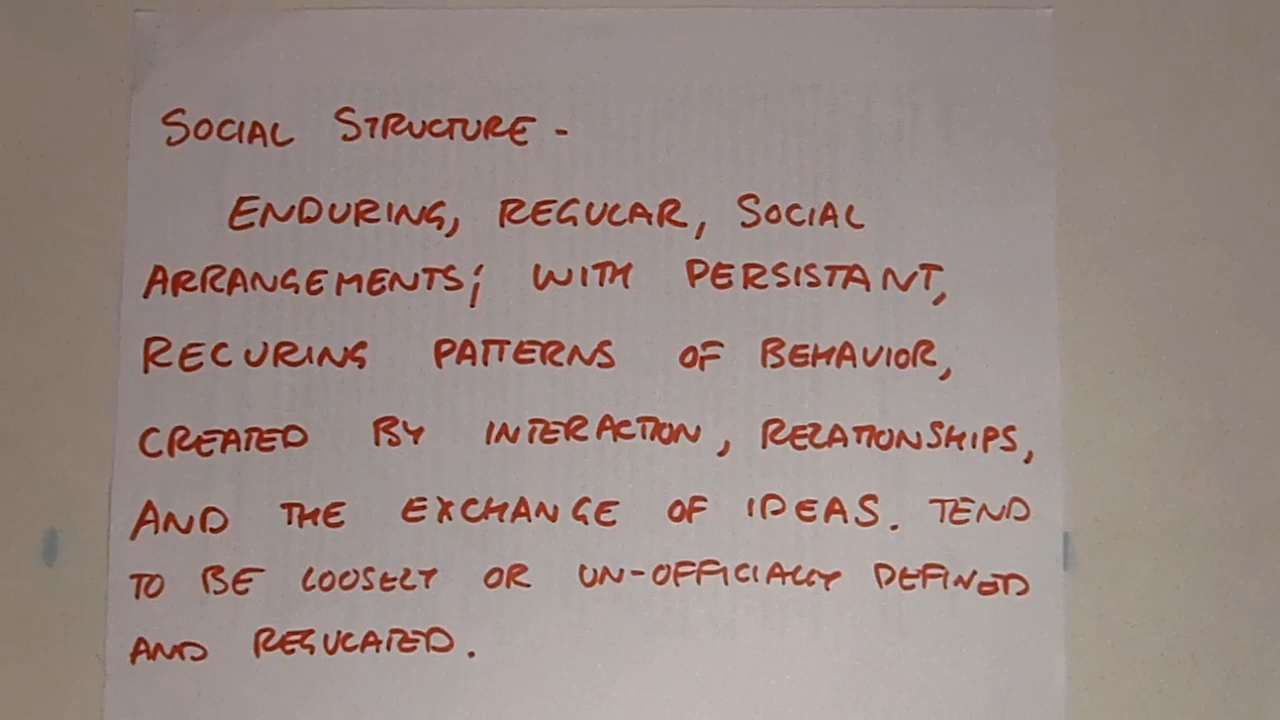 SOCIAL STRUCTURE -
ENDURING, REGULAR, SOCIAL
ARRANGEMENTS; WITH PERSISTANT,
RECURING PATTERNS OF BEHAVIOR,
CREATED BY INTERACTION, RELATIONSHIPS,
AND THE EXCHANGE OF IDEAS. TEND
TO BE LOOSELY OR UN-OFFICIALLY DEFINED
AND REGULATED.